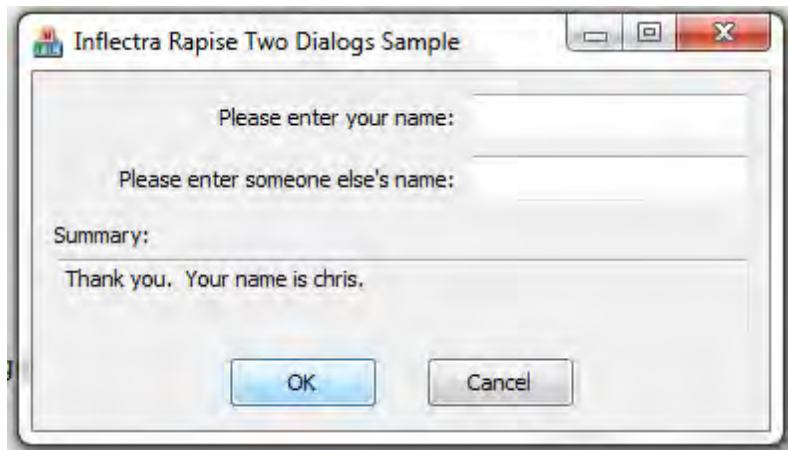 Inflectra Rapise Two Dialogs Sample
Please enter your name:
Please enter someone else's name:
Summary:
Thank you.  Your name is chris.
OK
Cancel